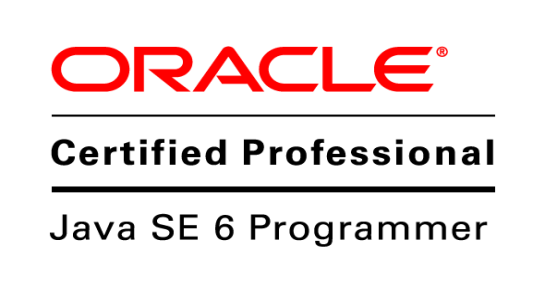 ORACLE®
Certified Professional
Java SE 6 Programmer